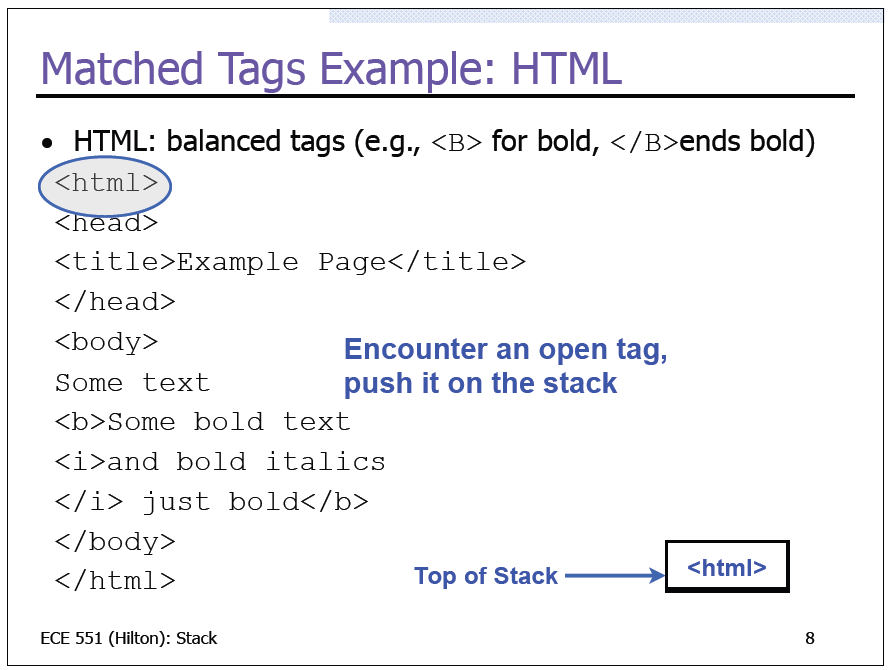 Matched Tags Example: HTML
• HTML: balanced tags (e.g., <B> for bold, </B>ends bold)
<html>
<head>
<title>Example Page</title>
</head>
<body>
Some text
<b>Some bold text
<i>and bold italics
</i> just bold</b>
</body>
</html>
Encounter an open tag,
push it on the stack
Top of Stack
<html>
ECE 551 (Hilton): Stack
8